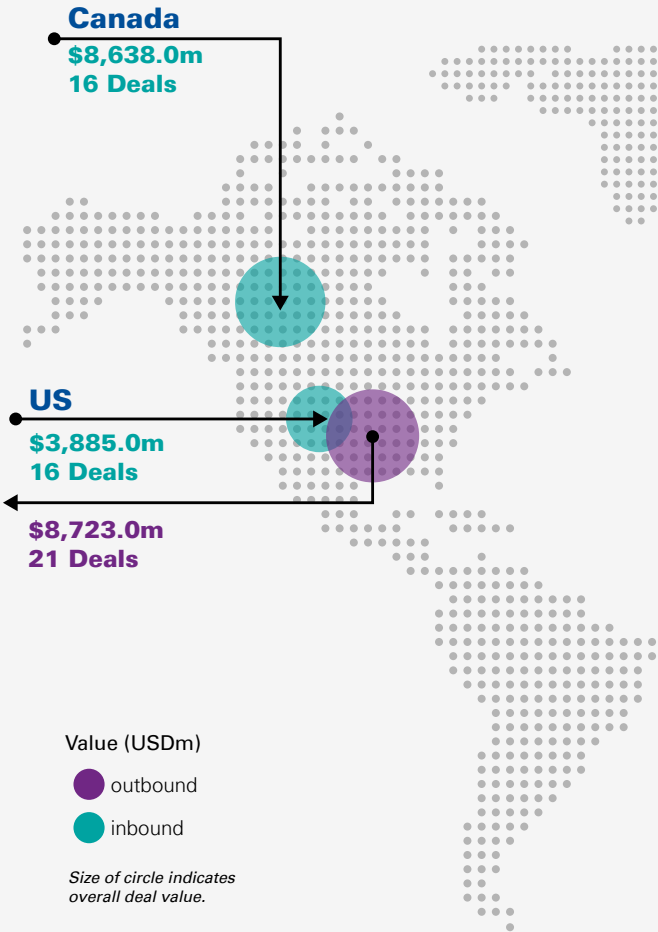 Canada
$8,638.0m
16 Deals
US
$3,885.0m
16 Deals
$8,723.0m
21 Deals
Value (USDm)
outbound
inbound
Size of circle indicates
overall deal value.